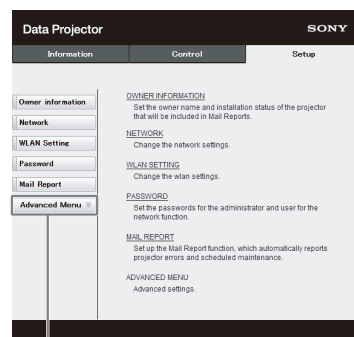 Data Projector
SONY
Information
Control
Setup
Owner information
Network
WLAN Setting
Password
Mail Report
Advanced Menu
OWNER INFORMATION
Set the owner name and installation status of the projector
that will be included in Mail Reports.
NETWORK
Change the network settings.
WLAN SETTING
Change the wlan settings.
PASSWORD
Set the passwords for the administrator and user for the
network function.
MAIL REPORT
Set up the Mail Report function, which automatically reports
projector errors and scheduled maintenance.
ADVANCED MENU
Advanced settings.